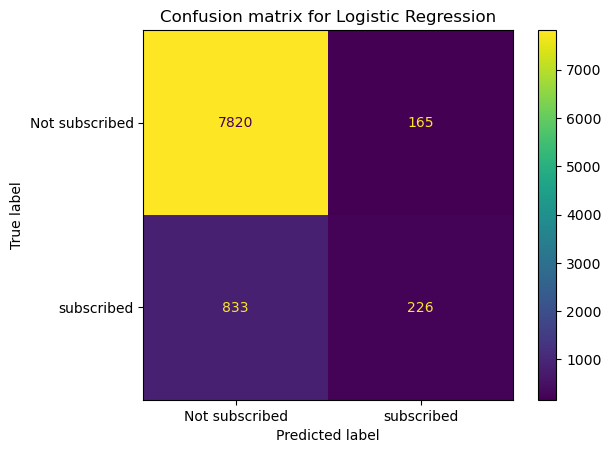 Confusion matrix for Logistic Regression
True label
Not subscribed
subscribed
7820
165
833
226
Not subscribed
subscribed
Predicted label
7000
6000
5000
4000
3000
2000
1000